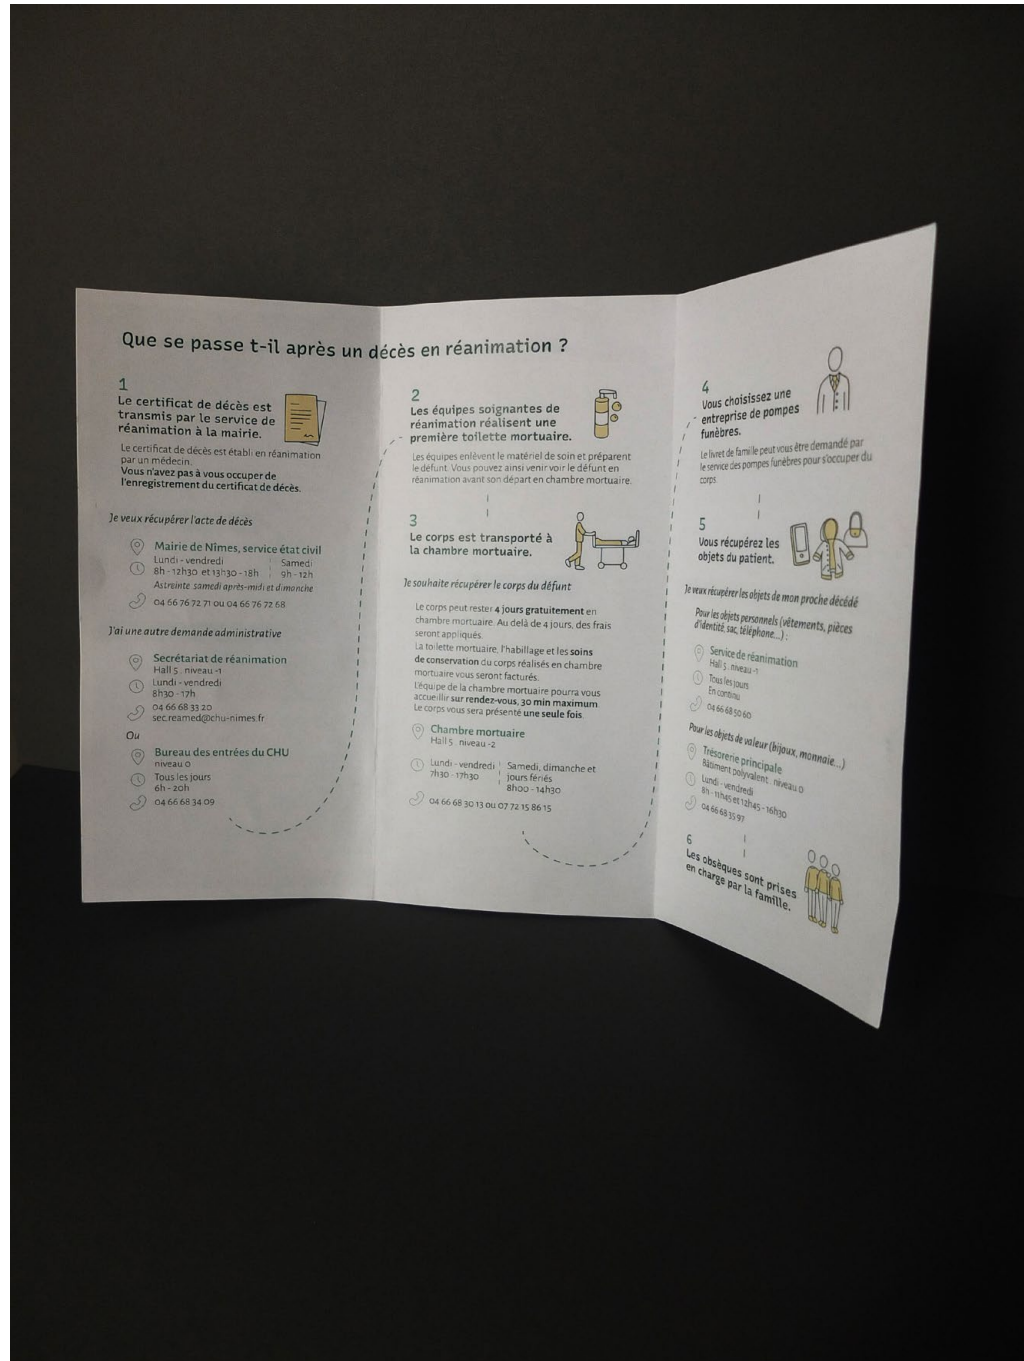 Que se passe t-il après un décès en réanimation ?
1
Le certificat de décès est
transmis par le service de
réanimation à la mairie.
Le certificat de décès est établi en réanimation
par un médecin.
Vous n'avez pas à vous occuper de
l'enregistrement du certificat de décès.
Je veux récupérer l'acte de décès
Mairie de Nîmes, service état civil
Lundi - vendredi
8h - 12h30 et 13h30 - 18h
Samedi
9h - 12h
Astreinte samedi après-midi et dimanche
04 66 76 72 71 ou 04 66 76 72 68
J'ai une autre demande administrative
Secrétariat de réanimation
Hall 5 . niveau -1
Lundi - vendredi
8h30 - 17h
04 66 68 33 20
sec.reamed@chu-nimes.fr
Ou
Bureau des entrées du CHU
niveau 0
Tous les jours
6h - 20h
04 66 68 34 09
2
Les équipes soignantes de
réanimation réalisent une
première toilette mortuaire.
Les équipes enlèvent le matériel de soin et préparent
le défunt. Vous pouvez ainsi venir voir le défunt en
réanimation avant son départ en chambre mortuaire.
3
Le corps est transporté à
la chambre mortuaire.
Je souhaite récupérer le corps du défunt
Le corps peut rester 4 jours gratuitement en
chambre mortuaire. Au delà de 4 jours, des frais
seront appliqués.
La toilette mortuaire, l'habillage et les soins
de conservation du corps réalisés en chambre
mortuaire vous seront facturés.
L'équipe de la chambre mortuaire pourra vous
accueillir sur rendez-vous, 30 min maximum.
Le corps vous sera présenté une seule fois.
Chambre mortuaire
Hall 5 . niveau -2
Lundi - vendredi
7h30 - 17h30
Samedi, dimanche et
jours fériés
8h00 - 14h30
04 66 68 30 13 ou 07 72 15 86 15
4
Vous choisissez une
entreprise de pompes
funèbres.
Le livret de famille peut vous être demandé par
le service des pompes funèbres pour s'occuper du
corps.
5
Vous récupérez les
objets du patient.
Je veux récupérer les objets de mon proche décédé
Pour les objets personnels (vêtements, pièces
d'identité, sac, téléphone...) :
Service de réanimation
Hall 5 . niveau -1
Tous les jours
En continu
04 66 68 50 60
Pour les objets de valeur (bijoux, monnaie...)
Trésorerie principale
Bâtiment polyvalent . niveau 0
Lundi - vendredi
8h - 11h45 et 12h45 - 16h30
04 66 68 35 97
6
Les obsèques sont prises
en charge par la famille.